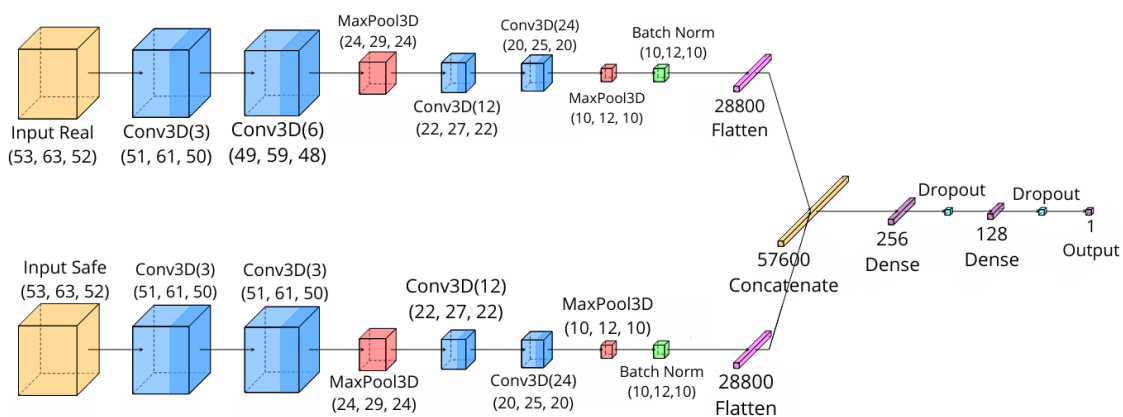 Input Real
(53, 63, 52)
Conv3D(3)
(51, 61, 50)
Conv3D(6)
(49, 59, 48)
MaxPool3D
(24, 29, 24)
Conv3D(12)
(22, 27, 22)
Conv3D(24)
(20, 25, 20)
MaxPool3D
(10, 12, 10)
Batch Norm
(10,12,10)
28800
Flatten
Input Safe
(53, 63, 52)
Conv3D(3)
(51, 61, 50)
Conv3D(3)
(51, 61, 50)
MaxPool3D
(24, 29, 24)
Conv3D(12)
(22, 27, 22)
Conv3D(24)
(20, 25, 20)
MaxPool3D
(10, 12, 10)
Batch Norm
(10,12,10)
28800
Flatten
57600
Concatenate
256
Dense
Dropout
128
Dense
Dropout
1
Output